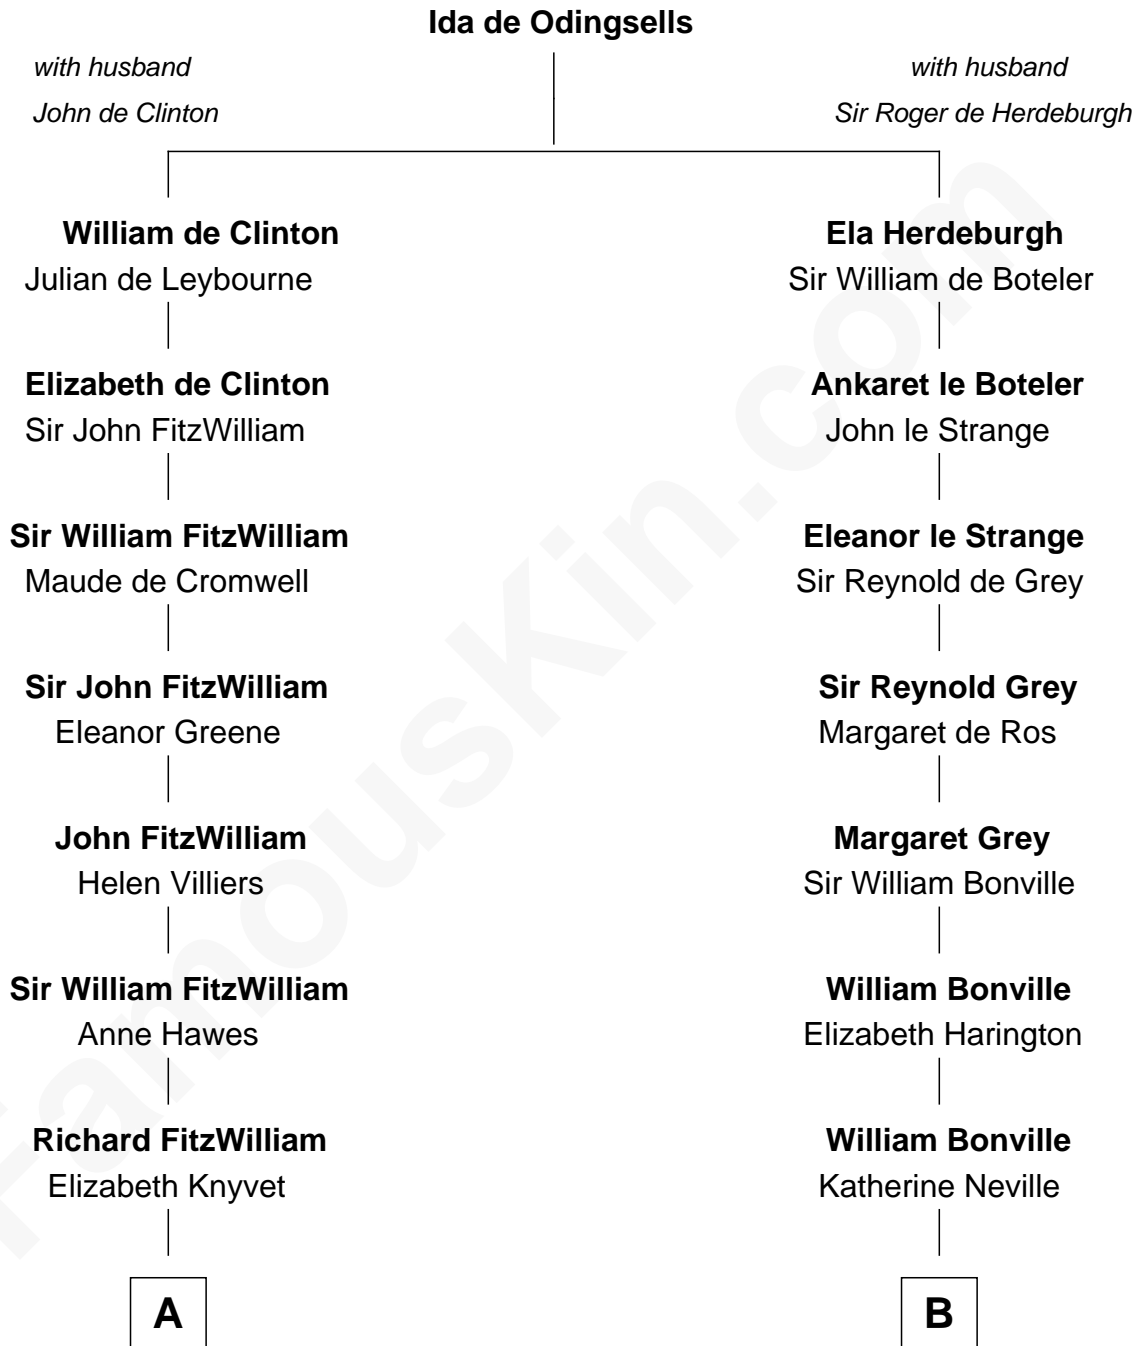 Ida de Odingsells
with husband
John de Clinton
with husband
Sir Roger de Herdeburgh
William de Clinton
Julian de Leybourne
Elizabeth de Clinton
Sir John FitzWilliam
Sir William FitzWilliam
Maude de Cromwell
Sir John FitzWilliam
Eleanor Greene
John FitzWilliam
Helen Villiers
Sir William FitzWilliam
Anne Hawes
Richard FitzWilliam
Elizabeth Knyvet
A
Ela Herdeburgh
Sir William de Boteler
Ankaret le Boteler
John le Strange
Eleanor le Strange
Sir Reynold de Grey
Sir Reynold Grey
Margaret de Ros
Margaret Grey
Sir William Bonville
William Bonville
Elizabeth Harington
William Bonville
Katherine Neville
B
FamousKin.com